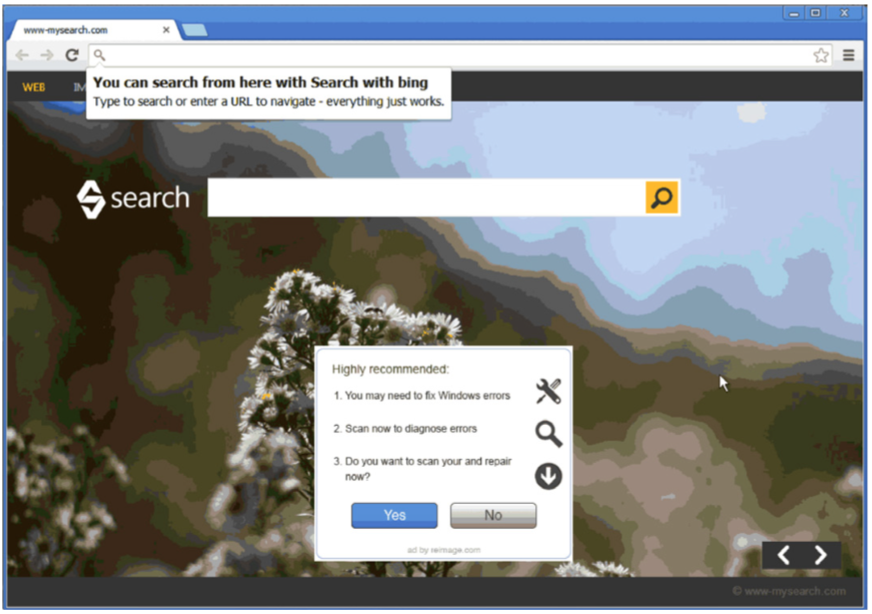 www-mysearch.com
You can search from here with Search with bing
Type to search or enter a URL to navigate - everything just works.
WEB
search
Highly recommended:
1. You may need to fix Windows errors
2. Scan now to diagnose errors
3. Do you want to scan your and repair
now?
Yes No
ad by reimage.com
© www-mysearch.com